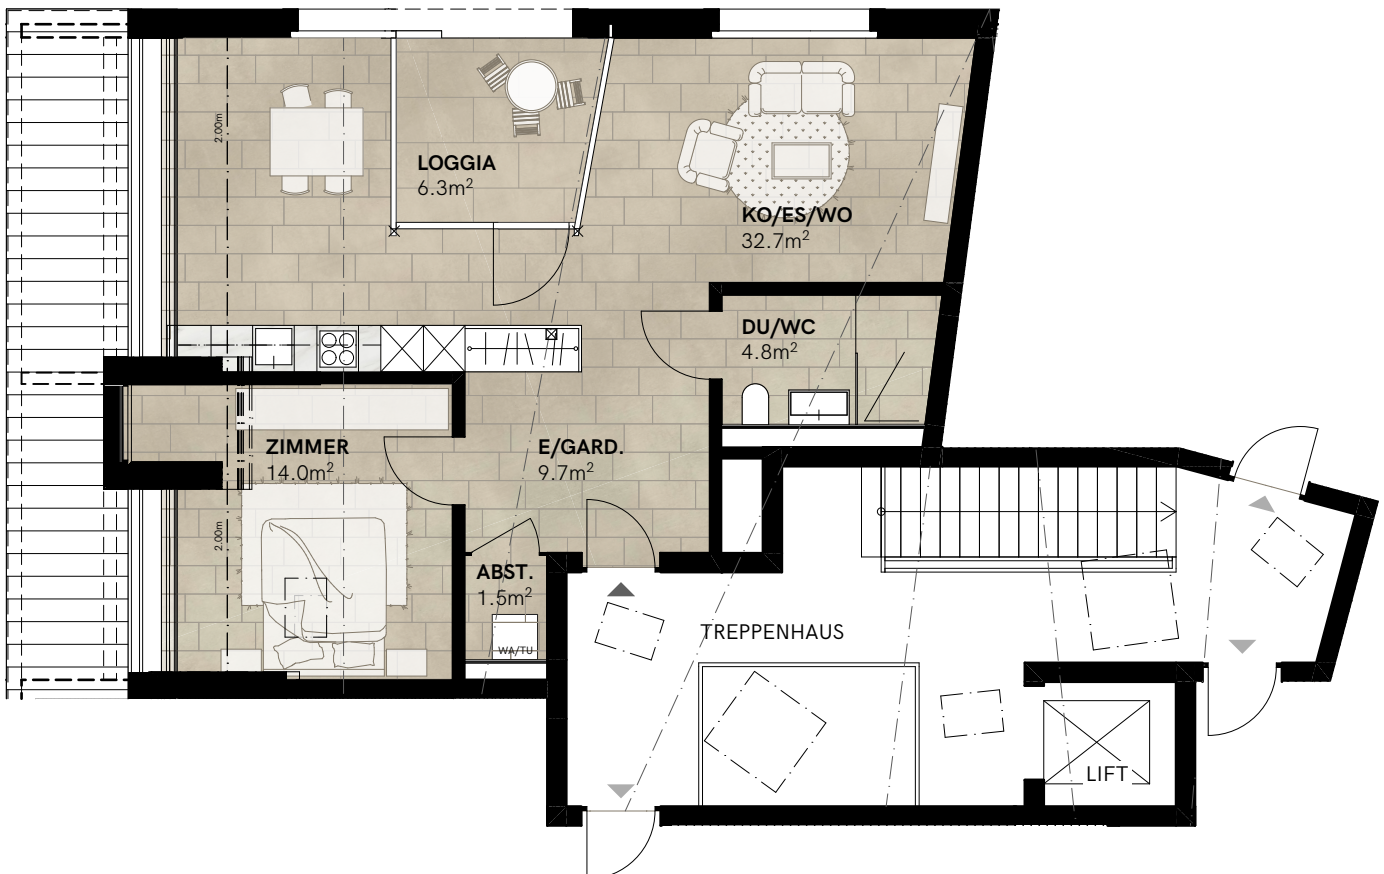 2.00m
LOGGIA
6.3m²
KO/ES/WO
32.7m²
DU/WC
4.8m²
ZIMMER
14.0m²
E/GARD.
9.7m²
2.00m
ABST.
1.5m²
WA/TU
TREPPENHAUS
LIFT